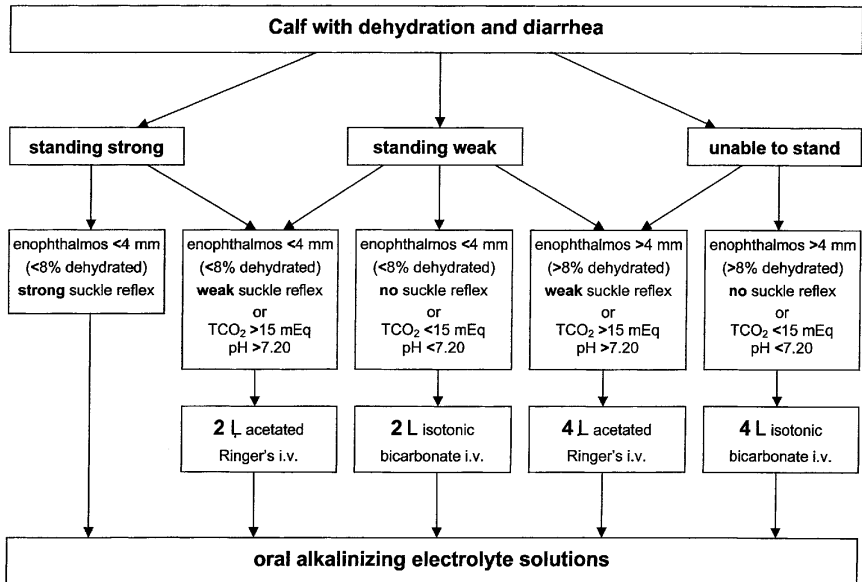 Calf with dehydration and diarrhea
standing strong
standing weak
unable to stand
enophthalmos <4 mm
(<8% dehydrated)
strong suckle reflex
enophthalmos <4 mm
(<8% dehydrated)
weak suckle reflex
or
TCO₂ >15 mEq
pH >7.20
enophthalmos <4 mm
(<8% dehydrated)
no suckle reflex
or
TCO₂ <15 mEq
pH <7.20
enophthalmos >4 mm
(>8% dehydrated)
weak suckle reflex
or
TCO₂ >15 mEq
pH >7.20
enophthalmos >4 mm
(>8% dehydrated)
no suckle reflex
or
TCO₂ <15 mEq
pH <7.20
2 L acetated
Ringer's i.v.
2 L isotonic
bicarbonate i.v.
4 L acetated
Ringer's i.v.
4 L isotonic
bicarbonate i.v.
oral alkalinizing electrolyte solutions